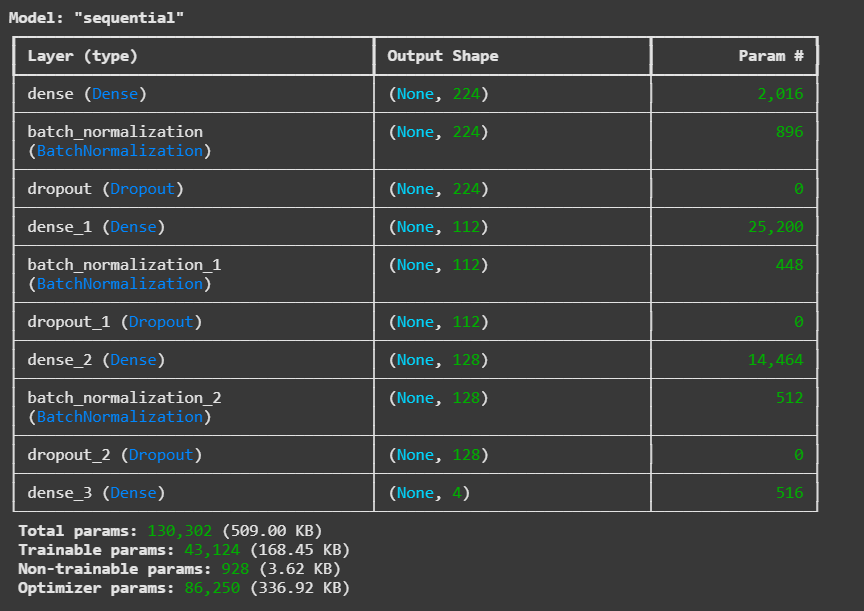 Model: "sequential"
Layer (type) Output Shape Param #
dense (Dense) (None, 224) 2,016
batch_normalization (None, 224) 896
(BatchNormalization)
dropout (Dropout) (None, 224) 0
dense_1 (Dense) (None, 112) 25,200
batch_normalization_1 (None, 112) 448
(BatchNormalization)
dropout_1 (Dropout) (None, 112) 0
dense_2 (Dense) (None, 128) 14,464
batch_normalization_2 (None, 128) 512
(BatchNormalization)
dropout_2 (Dropout) (None, 128) 0
dense_3 (Dense) (None, 4) 516
Total params: 130,302 (509.00 KB)
Trainable params: 43,124 (168.45 KB)
Non-trainable params: 928 (3.62 KB)
Optimizer params: 86,250 (336.92 KB)